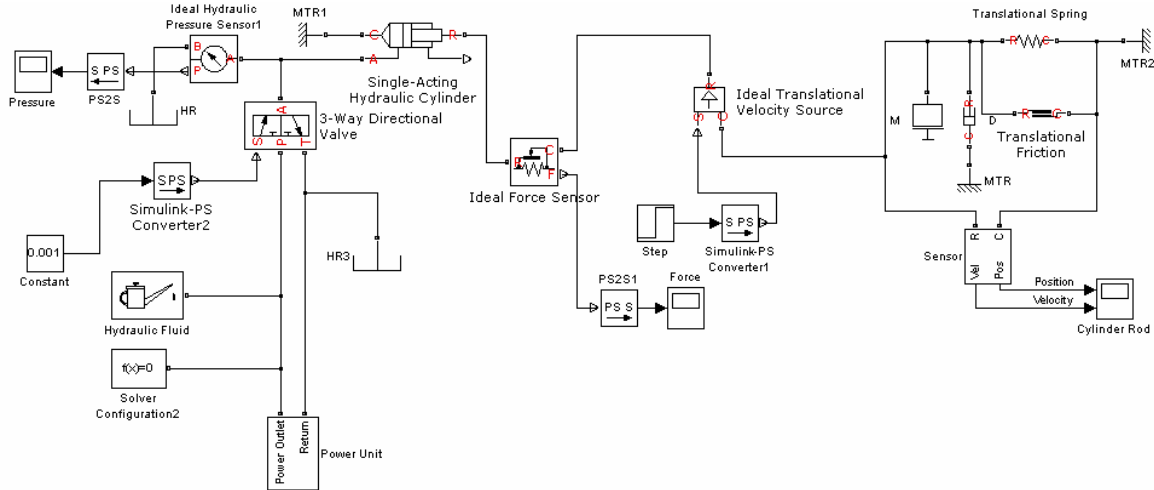 Ideal Hydraulic
Pressure Sensor1
MTR1
B
A
P
S PS
Pressure
PS2S
HR
C
R
A
Single-Acting
Hydraulic Cylinder
A
S
P
T
3-Way Directional
Valve
S PS
Simulink-PS
Converter2
0.001
Constant
HR3
Hydraulic Fluid
f(x)=0
Solver
Configuration2
Power Outlet
Return
Power Unit
R
C
F
Ideal Force Sensor
R
S
C
Ideal Translational
Velocity Source
Step
S PS
Simulink-PS
Converter1
PS2S1
PS S
Force
Translational Spring
R
C
MTR2
M
R
C
D
R
C
Translational
Friction
MTR
R
C
Sensor
Vel
Pos
Position
Velocity
Cylinder Rod